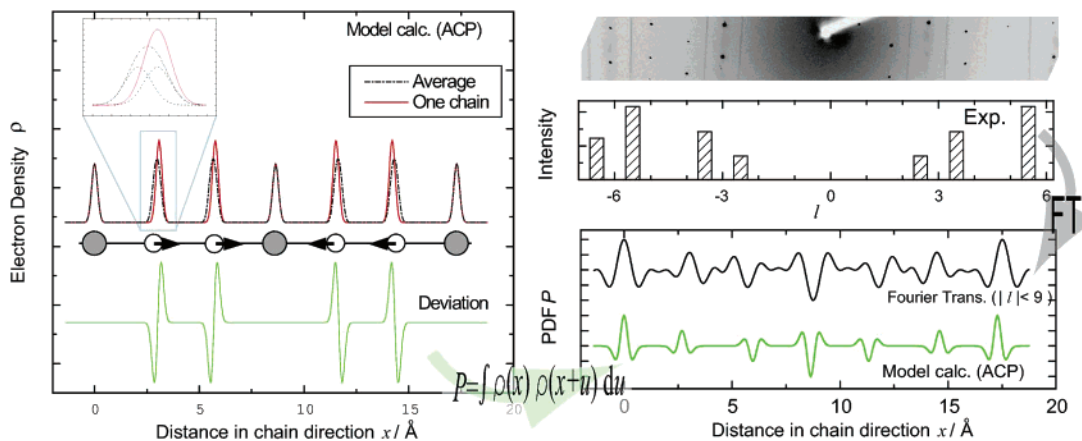 Model calc. (ACP)
Average
One chain
Electron Density ρ
Deviation
0 5 10 15 20
Distance in chain direction x / Å
P=∫ρ(x) ρ(x+u) du
Exp.
Intensity
-6 -3 0 3 6
l
FT
Fourier Trans. ( | l |< 9 )
PDF P
Model calc. (ACP)
0 5 10 15 20
Distance in chain direction x / Å